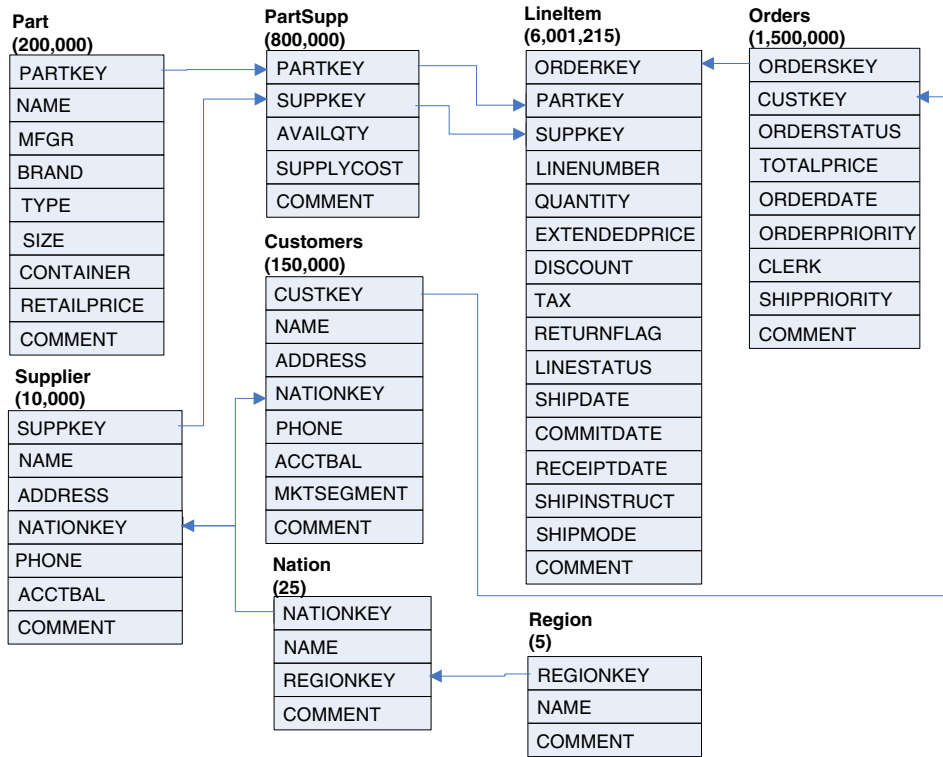 Part
(200,000)
PARTKEY
NAME
MFGR
BRAND
TYPE
SIZE
CONTAINER
RETAILPRICE
COMMENT
PartSupp
(800,000)
PARTKEY
SUPPKEY
AVAILQTY
SUPPLYCOST
COMMENT
LineItem
(6,001,215)
ORDERKEY
PARTKEY
SUPPKEY
LINENUMBER
QUANTITY
EXTENDEDPRICE
DISCOUNT
TAX
RETURNFLAG
LINESTATUS
SHIPDATE
COMMITDATE
RECEIPTDATE
SHIPINSTRUCT
SHIPMODE
COMMENT
Orders
(1,500,000)
ORDERSKEY
CUSTKEY
ORDERSTATUS
TOTALPRICE
ORDERDATE
ORDERPRIORITY
CLERK
SHIPPRIORITY
COMMENT
Customers
(150,000)
CUSTKEY
NAME
ADDRESS
NATIONKEY
PHONE
ACCTBAL
MKTSEGMENT
COMMENT
Supplier
(10,000)
SUPPKEY
NAME
ADDRESS
NATIONKEY
PHONE
ACCTBAL
COMMENT
Nation
(25)
NATIONKEY
NAME
REGIONKEY
COMMENT
Region
(5)
REGIONKEY
NAME
COMMENT